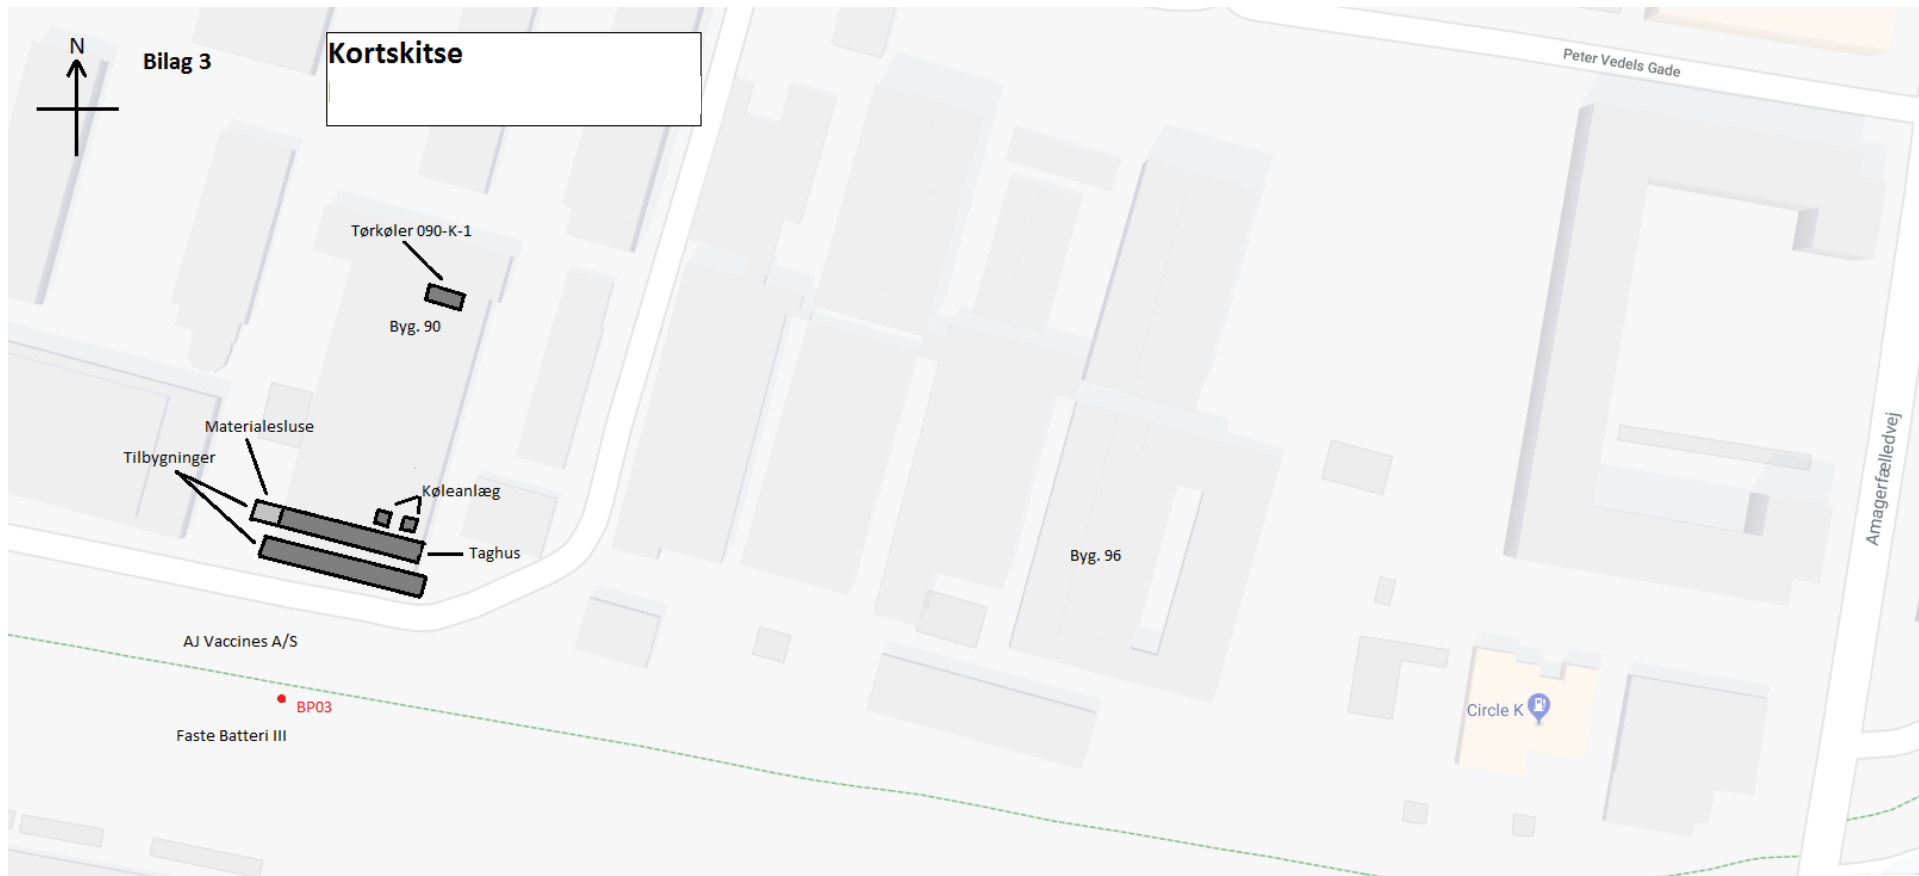 N
Bilag 3
Kortskitse
Peter Vedels Gade
Tørkøler 090-K-1
Byg. 90
Materialesluse
Tilbygninger
Køleanlæg
Taghus
Byg. 96
Amagerfælledvej
AJ Vaccines A/S
BP03
Circle K
Faste Batteri III